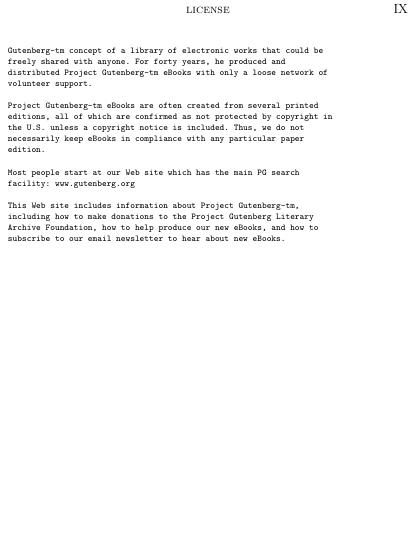 LICENSE IX
Gutenberg-tm concept of a library of electronic works that could be
freely shared with anyone. For forty years, he produced and
distributed Project Gutenberg-tm eBooks with only a loose network of
volunteer support.
Project Gutenberg-tm eBooks are often created from several printed
editions, all of which are confirmed as not protected by copyright in
the U.S. unless a copyright notice is included. Thus, we do not
necessarily keep eBooks in compliance with any particular paper
edition.
Most people start at our Web site which has the main PG search
facility: www.gutenberg.org
This Web site includes information about Project Gutenberg-tm,
including how to make donations to the Project Gutenberg Literary
Archive Foundation, how to help produce our new eBooks, and how to
subscribe to our email newsletter to hear about new eBooks.